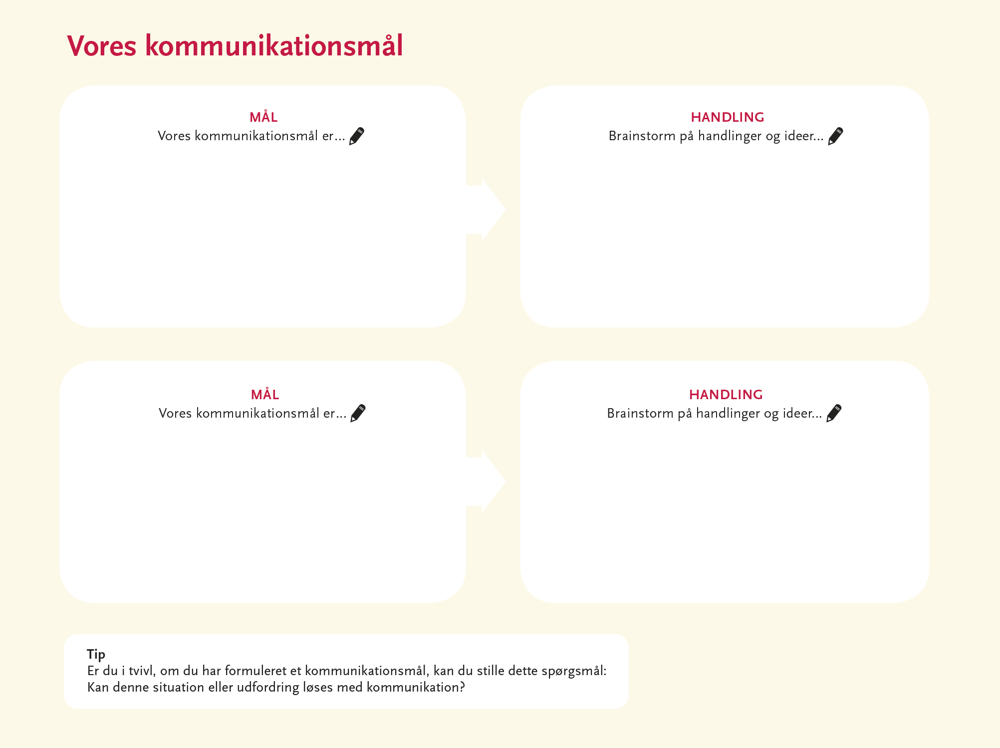 Vores kommunikationsmål
MÅL
Vores kommunikationsmål er...
HANDLING
Brainstorm på handlinger og ideer...
MÅL
Vores kommunikationsmål er...
HANDLING
Brainstorm på handlinger og ideer...
Tip
Er du i tvivl, om du har formuleret et kommunikationsmål, kan du stille dette spørgsmål:
Kan denne situation eller udfordring løses med kommunikation?